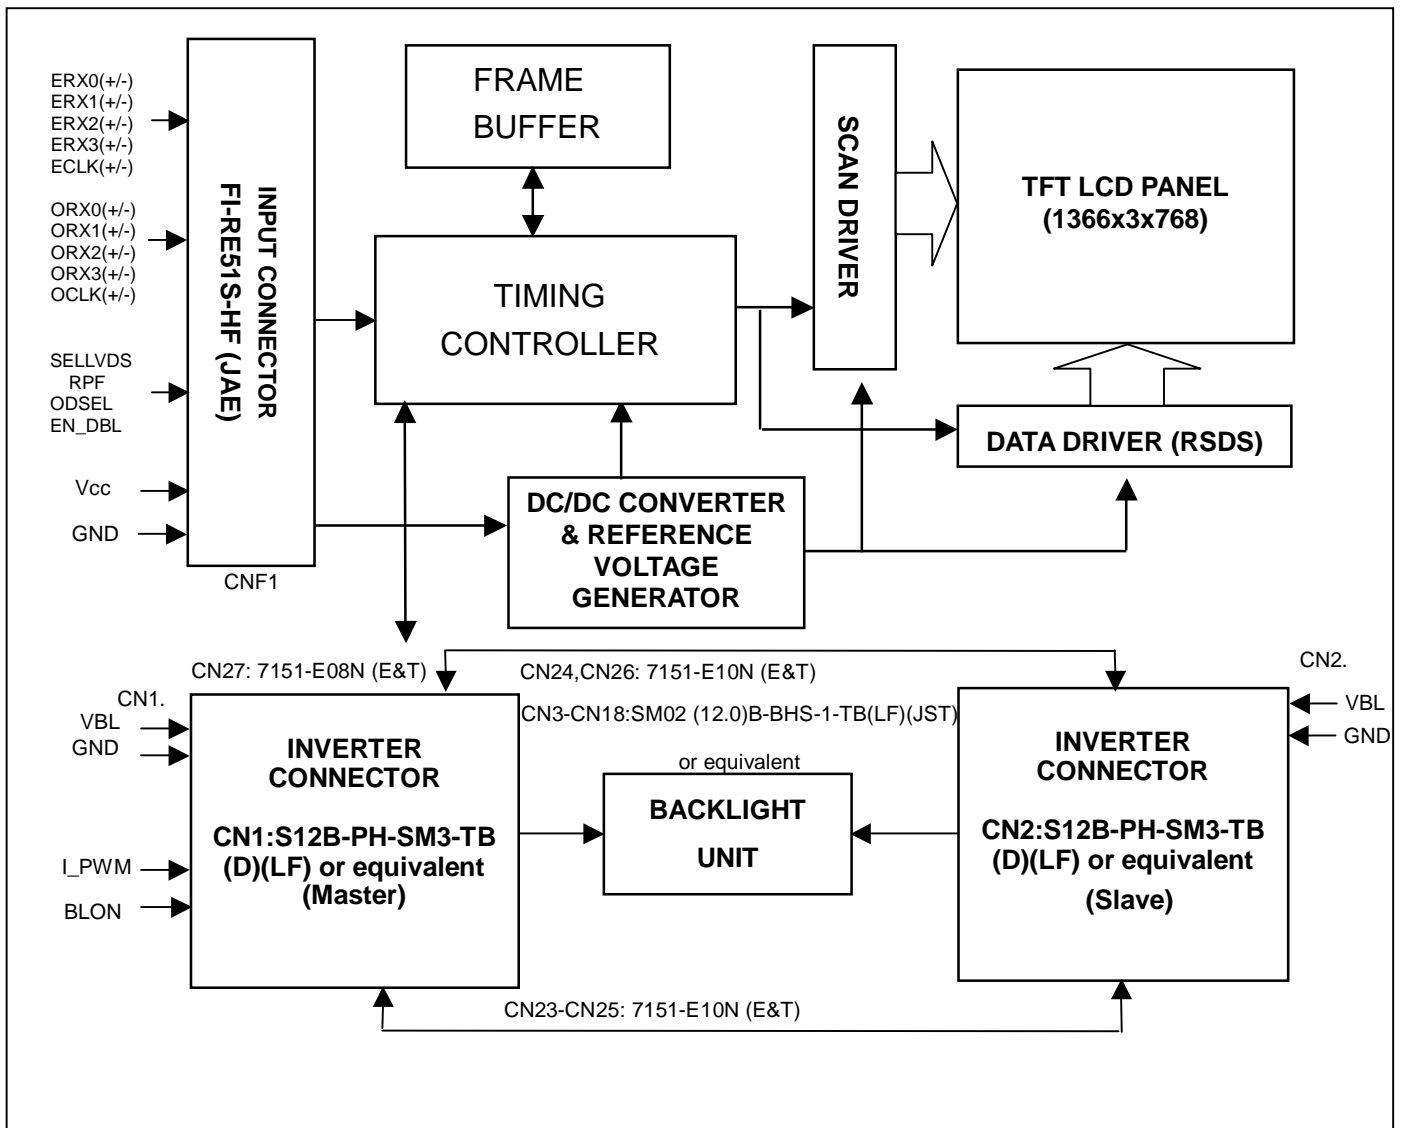 ERX0(+/-)
ERX1(+/-)
ERX2(+/-)
ERX3(+/-)
ECLK(+/-)
ORX0(+/-)
ORX1(+/-)
ORX2(+/-)
ORX3(+/-)
OCLK(+/-)
SELLVDS
RPF
ODSEL
EN_DBL
Vcc
GND
INPUT CONNECTOR
FI-RE51S-HF (JAE)
CNF1
FRAME
BUFFER
TIMING
CONTROLLER
SCAN DRIVER
TFT LCD PANEL
(1366x3x768)
DATA DRIVER (RSDS)
DC/DC CONVERTER
& REFERENCE
VOLTAGE
GENERATOR
CN27: 7151-E08N (E&T)
CN24,CN26: 7151-E10N (E&T)
CN3-CN18:SM02 (12.0)B-BHS-1-TB(LF)(JST)
or equivalent
CN1.
VBL
GND
I_PWM
BLON
INVERTER
CONNECTOR
CN1:S12B-PH-SM3-TB
(D)(LF) or equivalent
(Master)
BACKLIGHT
UNIT
CN2.
VBL
GND
INVERTER
CONNECTOR
CN2:S12B-PH-SM3-TB
(D)(LF) or equivalent
(Slave)
CN23-CN25: 7151-E10N (E&T)